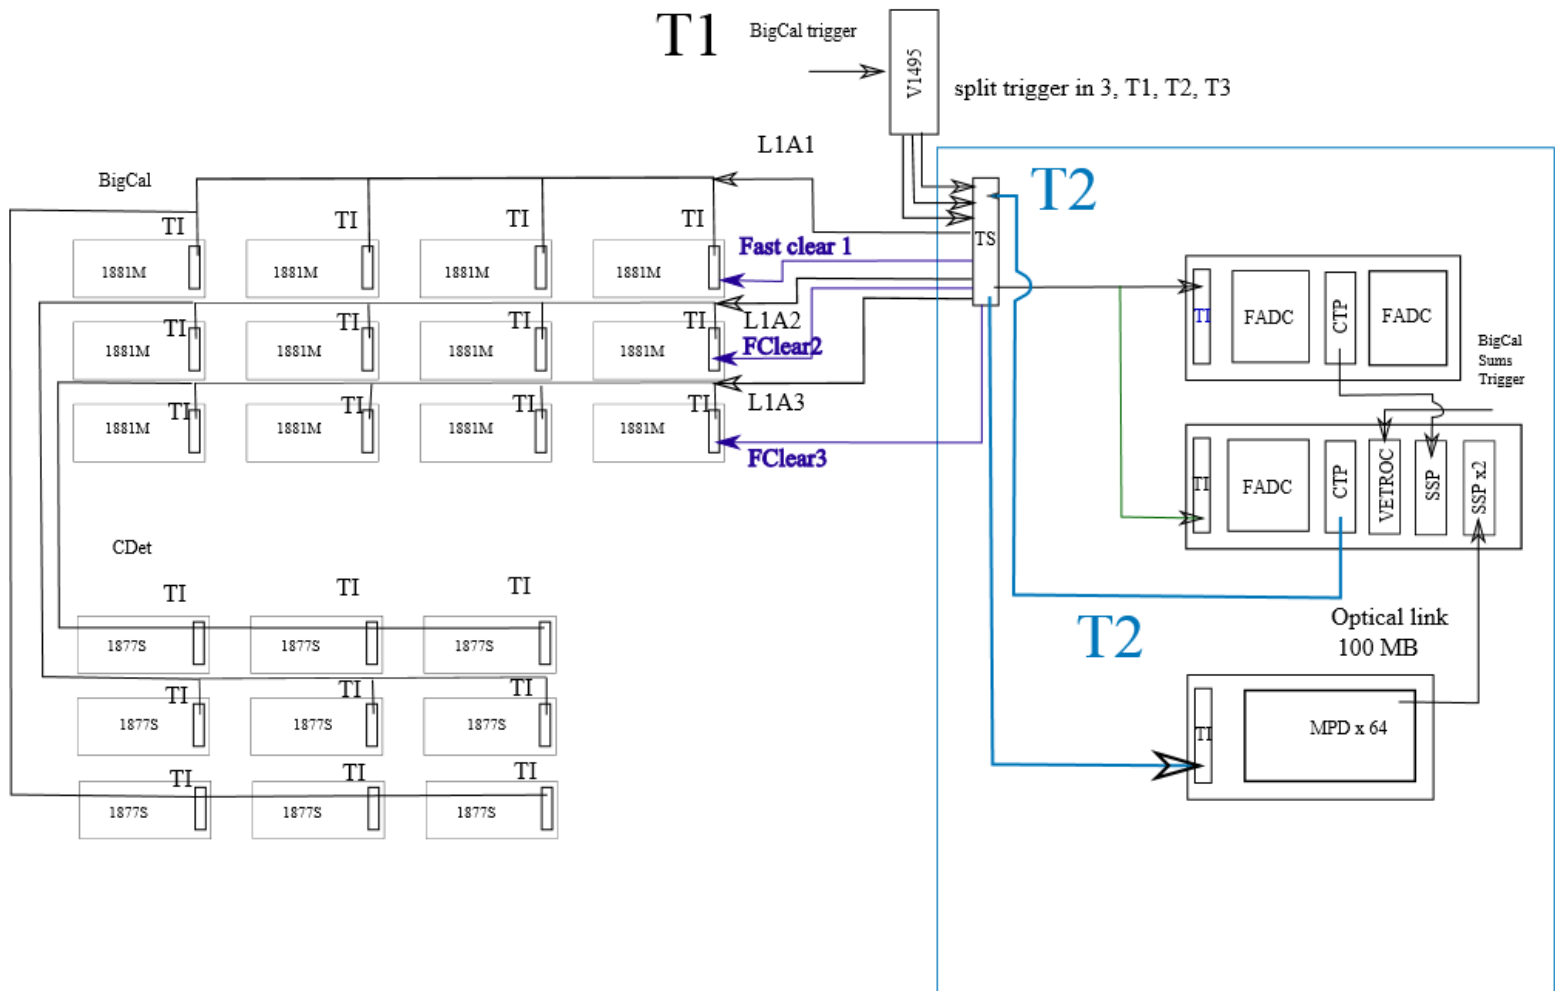 T1
BigCal trigger
V1495
split trigger in 3, T1, T2, T3
L1A1
T2
BigCal
TI
TI
TI
TI
TS
Fast clear 1
1881M
1881M
1881M
1881M
TI
FADC
CTP
FADC
TI
TI
TI
TI
L1A2
FClear2
1881M
1881M
1881M
1881M
BigCal
Sums
Trigger
TI
TI
TI
TI
L1A3
1881M
1881M
1881M
1881M
FClear3
TI
FADC
CTP
VETROC
SSP
SSP x2
CDet
TI
TI
TI
1877S
1877S
1877S
T2
Optical link
100 MB
TI
TI
TI
1877S
1877S
1877S
TI
MPD x 64
TI
TI
TI
1877S
1877S
1877S